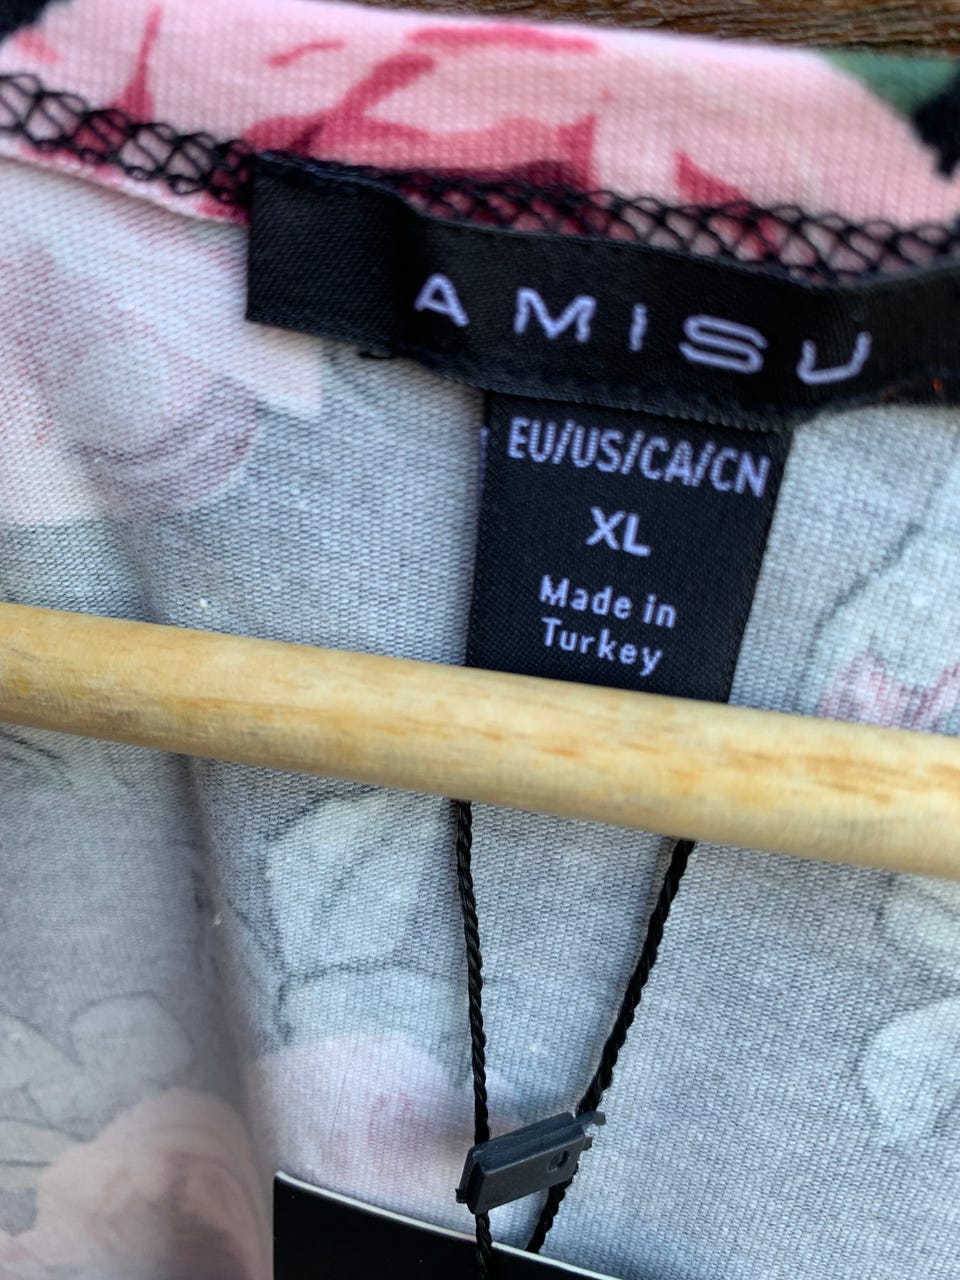 AMISU
EU/US/CA/CN
XL
Made in
Turkey